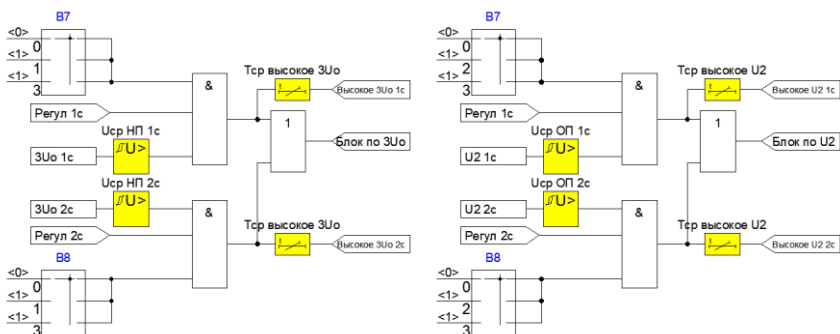 B7
<0>
0
<1>
1
<1>
3
Регул 1с
Uср НП 1с
3Uo 1с
U>
&
Тср высокое 3Uo
t
Высокое 3Uo 1с
1
Блок по 3Uo
Uср НП 2с
3Uo 2с
U>
Регул 2с
&
Тср высокое 3Uo
t
Высокое 3Uo 2с
B8
<0>
0
<1>
1
<1>
3
B7
<0>
0
<1>
2
<1>
3
Регул 1с
Uср ОП 1с
U2 1с
U>
&
Тср высокое U2
t
Высокое U2 1с
1
Блок по U2
Uср ОП 2с
U2 2с
U>
Регул 2с
&
Тср высокое U2
t
Высокое U2 2с
B8
<0>
0
<1>
2
<1>
3